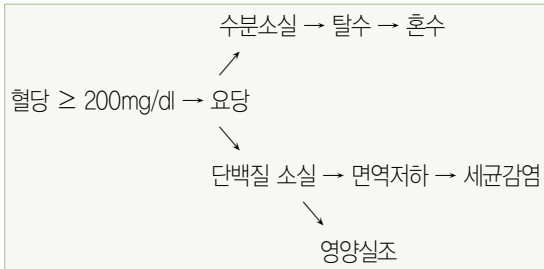 수분소실 → 탈수 → 혼수
혈당 ≥ 200mg/dl → 요당
단백질 소실 → 면역저하 → 세균감염
영양실조